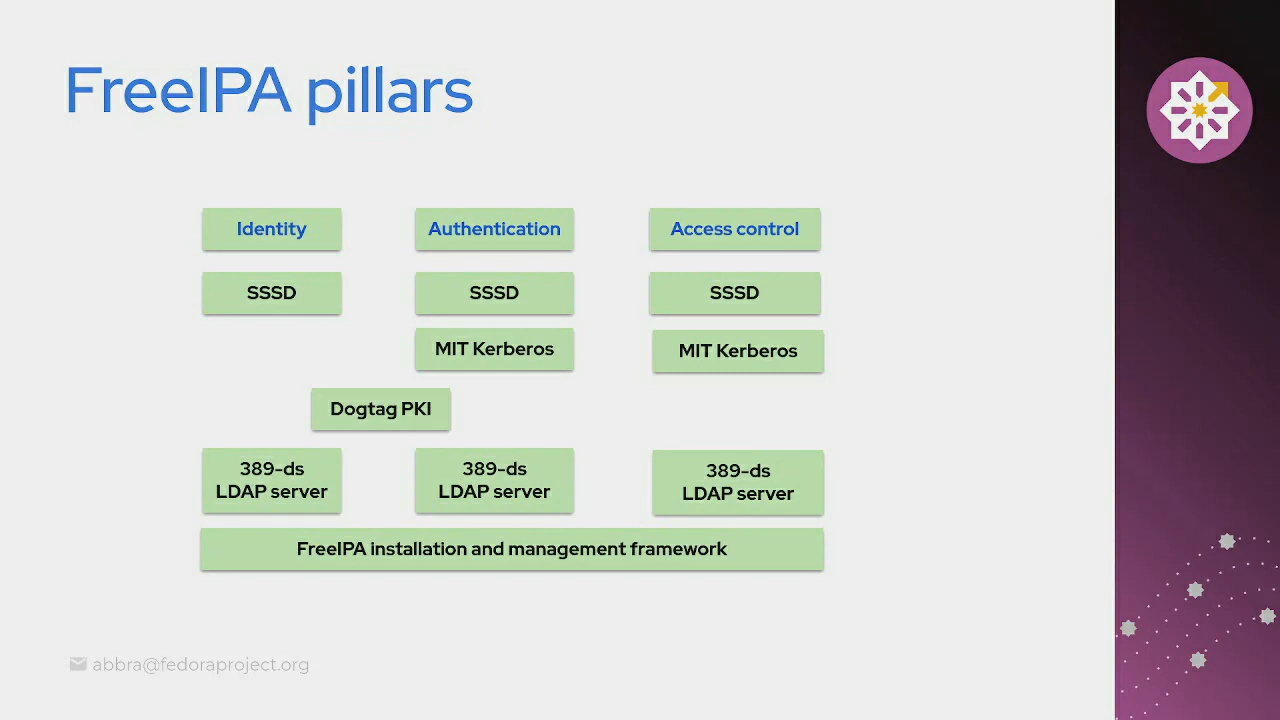 FreeIPA pillars
Identity
Authentication
Access control
SSSD
SSSD
SSSD
MIT Kerberos
MIT Kerberos
Dogtag PKI
389-ds
LDAP server
389-ds
LDAP server
389-ds
LDAP server
FreeIPA installation and management framework
abbra@fedoraproject.org